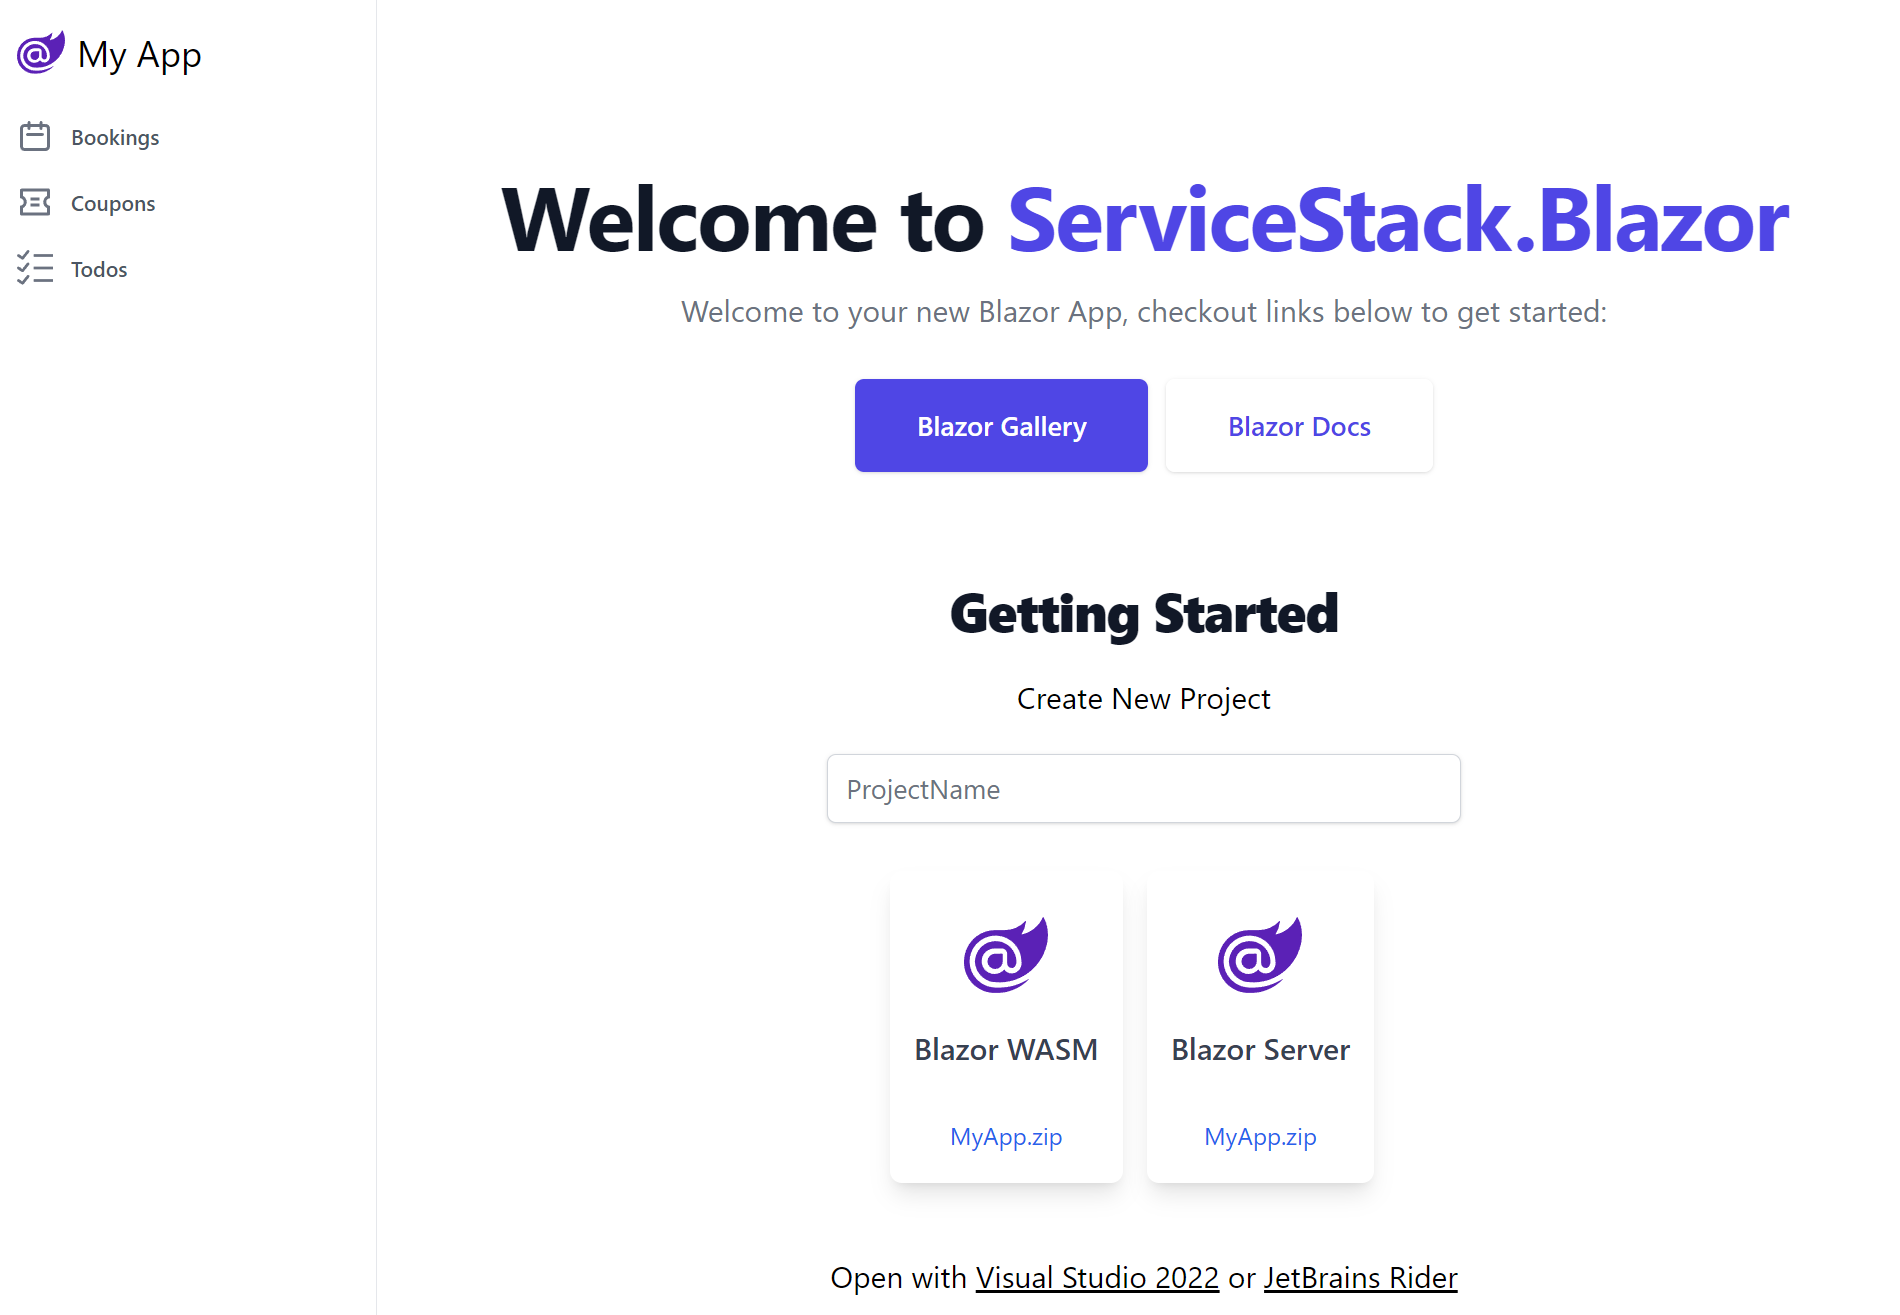 My App
Bookings
Coupons
Todos
Welcome to ServiceStack.Blazor
Welcome to your new Blazor App, checkout links below to get started:
Blazor Gallery
Blazor Docs
Getting Started
Create New Project
ProjectName
Blazor WASM
MyApp.zip
Blazor Server
MyApp.zip
Open with Visual Studio 2022 or JetBrains Rider